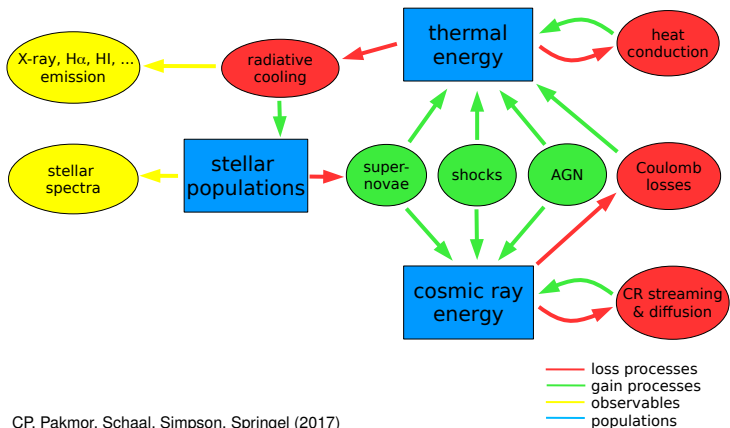 X-ray, Hα, HI, ...
emission
radiative
cooling
thermal
energy
heat
conduction
stellar
spectra
stellar
populations
super-
novae
shocks
AGN
Coulomb
losses
cosmic ray
energy
CR streaming
& diffusion
loss processes
gain processes
observables
populations
CP, Pakmor, Schaal, Simpson, Springel (2017)